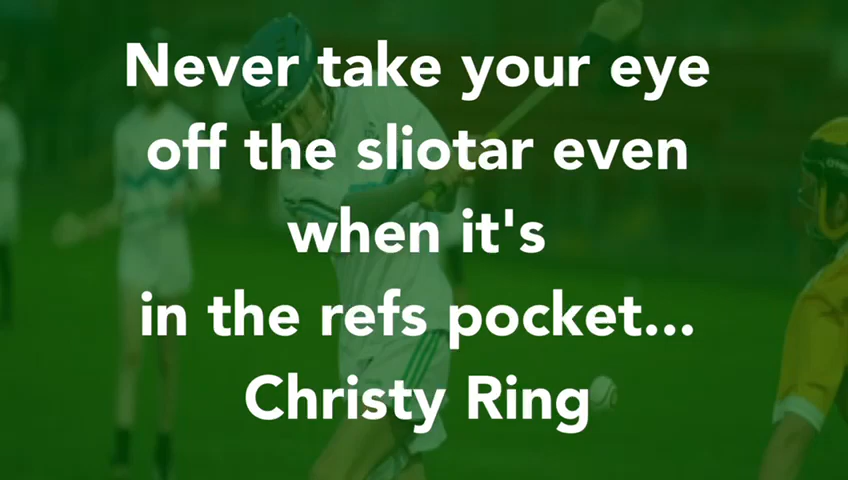 Never take your eye
off the sliotar even
when it's
in the refs pocket...
Christy Ring